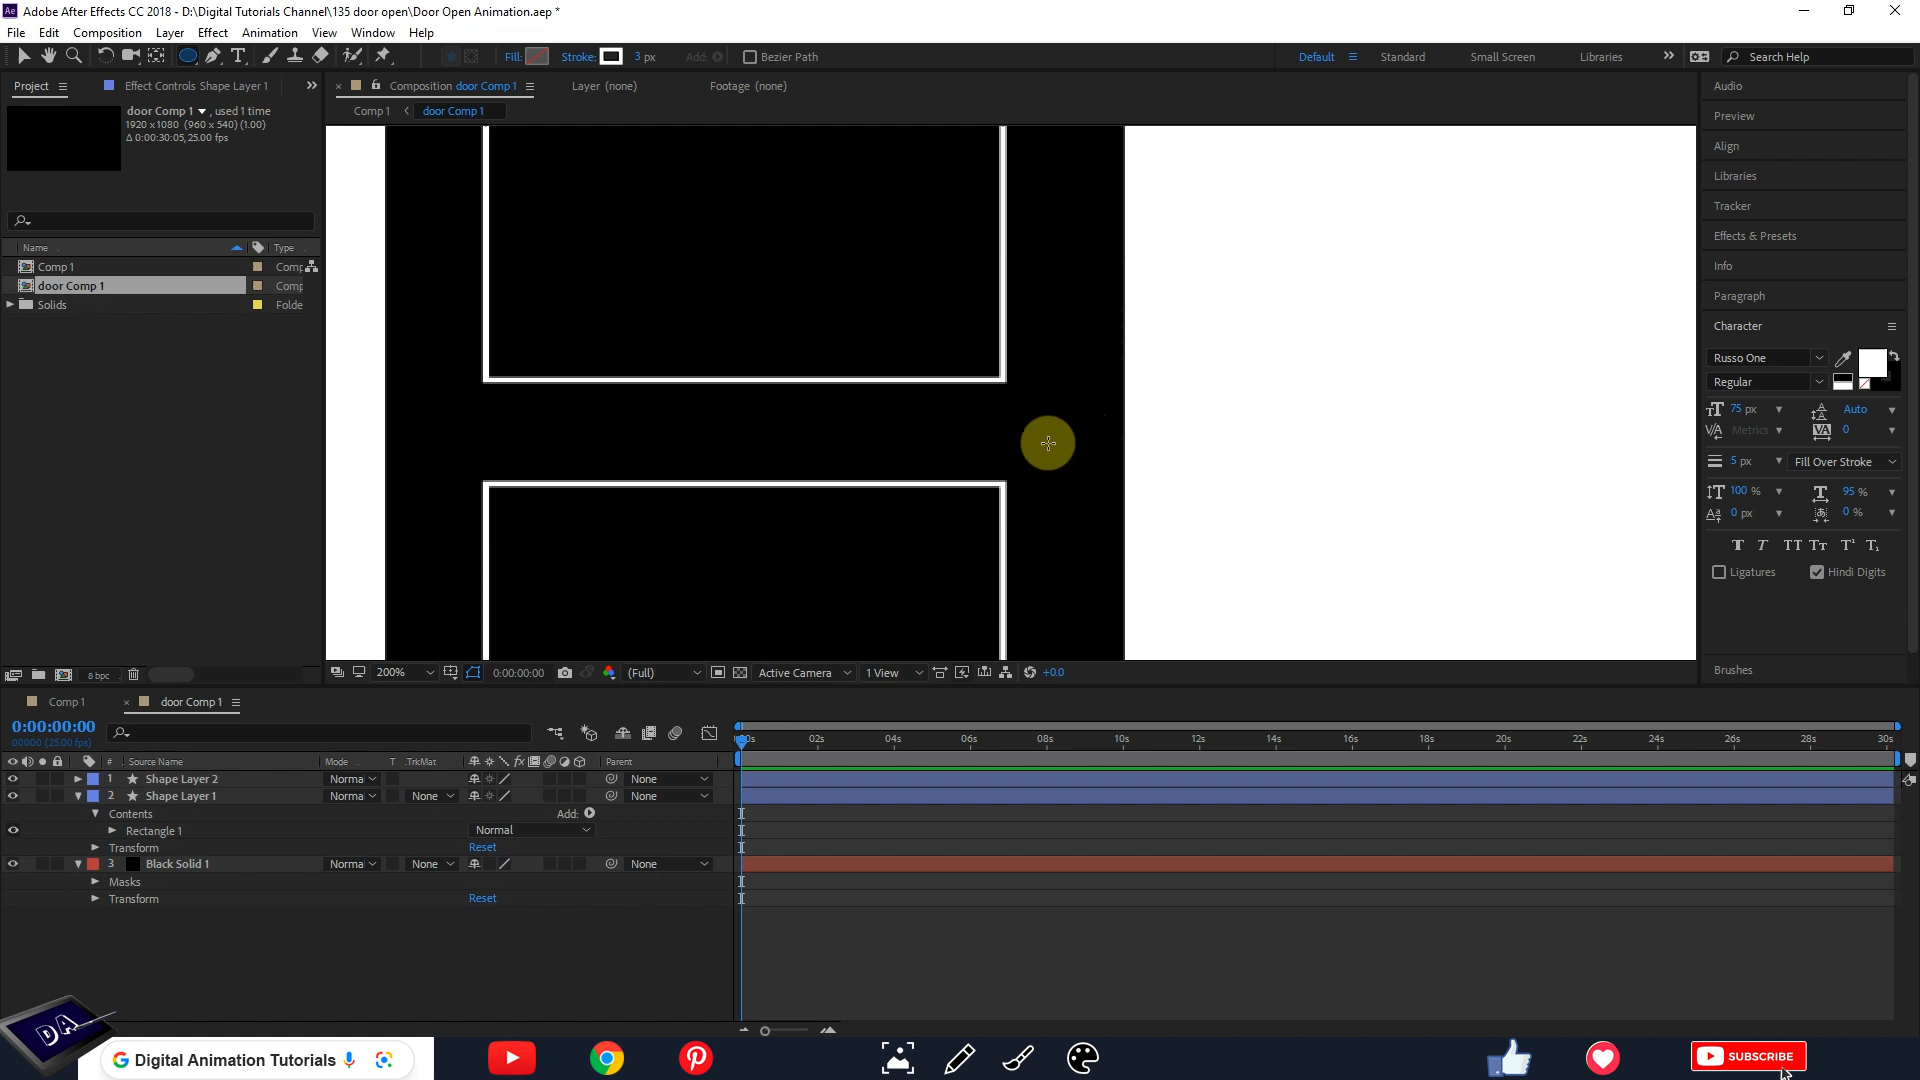 Adobe After Effects CC 2018 - D:\Digital Tutorials Channel\135 door open\Door Open Animation.aep *
File Edit Composition Layer Effect Animation View Window Help
Fill: Stroke: 3 px Add: Bezier Path Default Standard Small Screen Libraries Search Help
Project Effect Controls Shape Layer 1 Composition door Comp 1 Layer (none) Footage (none) Audio
door Comp 1 , used 1 time
1920 x 1080 (960 x 540) (1.00)
Δ 0:00:30:05, 25.00 fps
Comp 1 door Comp 1
Preview
Align
Libraries
Tracker
Effects & Presets
Info
Paragraph
Character
Name Type
Comp 1 Comp
door Comp 1 Comp
Solids Folde
Russo One
Regular
75 px Auto
Metrics 0
5 px Fill Over Stroke
100 % 95 %
0 px 0 %
Ligatures Hindi Digits
Brushes
8 bpc 200% 0:00:00:00 (Full) Active Camera 1 View +0.0
Comp 1 door Comp 1
0:00:00:00
00000 (25.00 fps)
02s 04s 06s 08s 10s 12s 14s 16s 18s 20s 22s 24s 26s 28s 30s
# Source Name Mode T .TrkMat Parent
1 Shape Layer 2 Norma None
2 Shape Layer 1 Norma None None
Contents Add:
Rectangle 1 Normal
Transform Reset
3 Black Solid 1 Norma None None
Masks
Transform Reset
DA
Digital Animation Tutorials
SUBSCRIBE